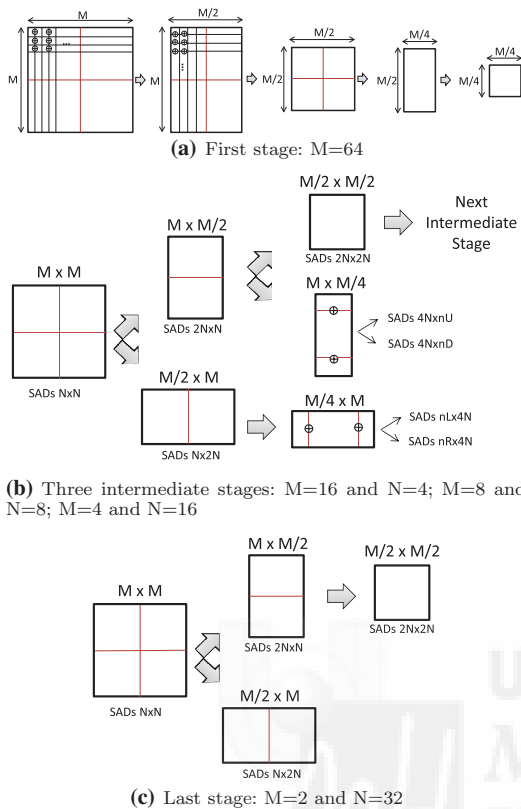 M
M/2
M
...
M
...
M/2
M/2
M/4
M/2
M/4
M/4
(a) First stage: M=64
M/2 x M/2
SADs 2Nx2N
Next
Intermediate
Stage
M x M/2
SADs 2NxN
M x M
SADs NxN
M x M/4
SADs 4NxnU
SADs 4NxnD
M/2 x M
SADs Nx2N
M/4 x M
SADs nLx4N
SADs nRx4N
(b) Three intermediate stages: M=16 and N=4; M=8 and
N=8; M=4 and N=16
M x M/2
SADs 2NxN
M/2 x M/2
SADs 2Nx2N
M x M
SADs NxN
M/2 x M
SADs Nx2N
(c) Last stage: M=2 and N=32